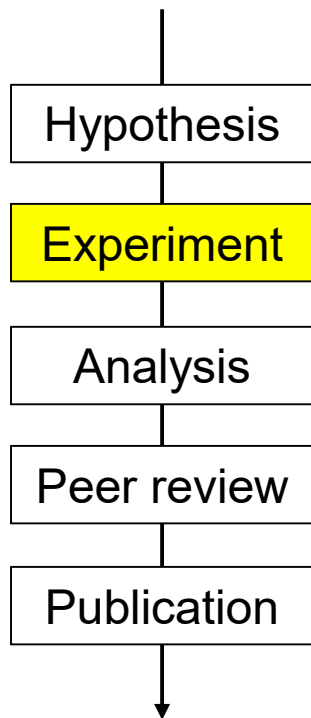 Hypothesis
Experiment
Analysis
Peer review
Publication